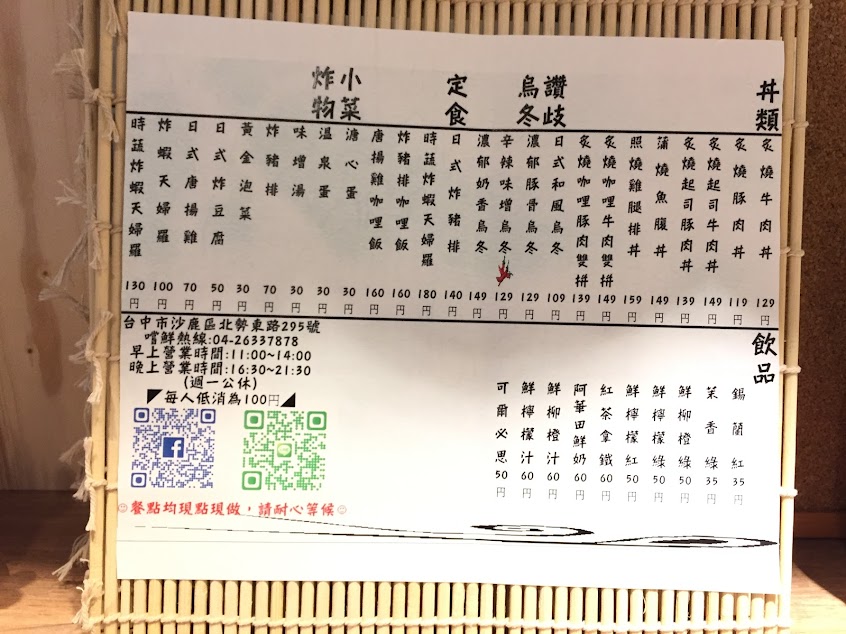 丼類
炙燒牛肉丼 129円
炙燒豚肉丼 119円
炙燒起司牛肉丼 149円
炙燒起司豚肉丼 139円
蒲燒魚腹丼 149円
照燒雞腿排丼 159円
炙燒咖哩牛肉雙拼 149円
炙燒咖哩豚肉雙拼 139円
讚岐
烏冬
日式和風烏冬 109円
濃郁豚骨烏冬 129円
辛辣味增烏冬 129円
濃郁奶香烏冬 149円
定食
日式炸豬排 140円
時蔬炸蝦天婦羅 180円
炸豬排咖哩飯 160円
唐揚雞咖哩飯 160円
小菜
炸物
溏心蛋 30円
溫泉蛋 30円
味增湯 30円
炸豬排 70円
黃金泡菜 30円
日式炸豆腐 50円
日式唐揚雞 70円
炸蝦天婦羅 100円
時蔬炸蝦天婦羅 130円
飲品
錫蘭紅 35円
茉香綠 35円
鮮柳橙綠 50円
鮮檸檬綠 50円
鮮檸檬紅 50円
紅茶拿鐵 60円
阿華田鮮奶 60円
鮮柳橙汁 60円
鮮檸檬汁 60円
可爾必思 50円
台中市沙鹿區北勢東路295號
嚐鮮熱線:04-26337878
早上營業時間:11:00~14:00
晚上營業時間:16:30~21:30
(週一公休)
每人低消為100円
餐點均現點現做，請耐心等候